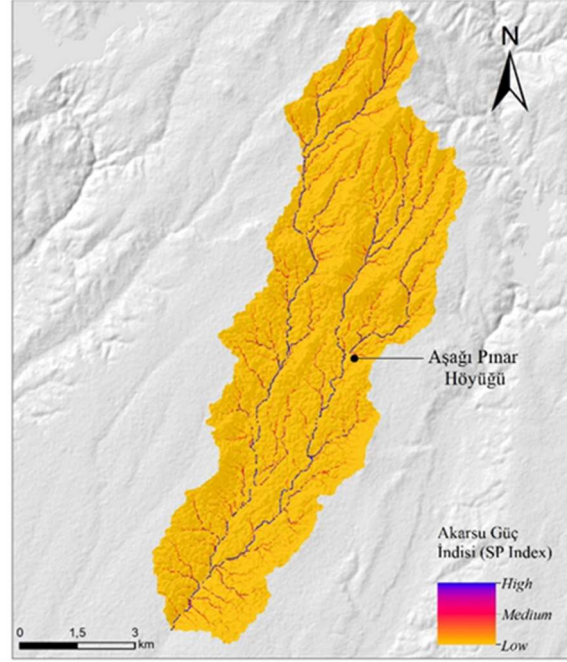 N
Aşağı Pınar
Höyüğü
Akarsu Güç
İndisi (SP Index)
High
Medium
Low
0 1,5 3
km